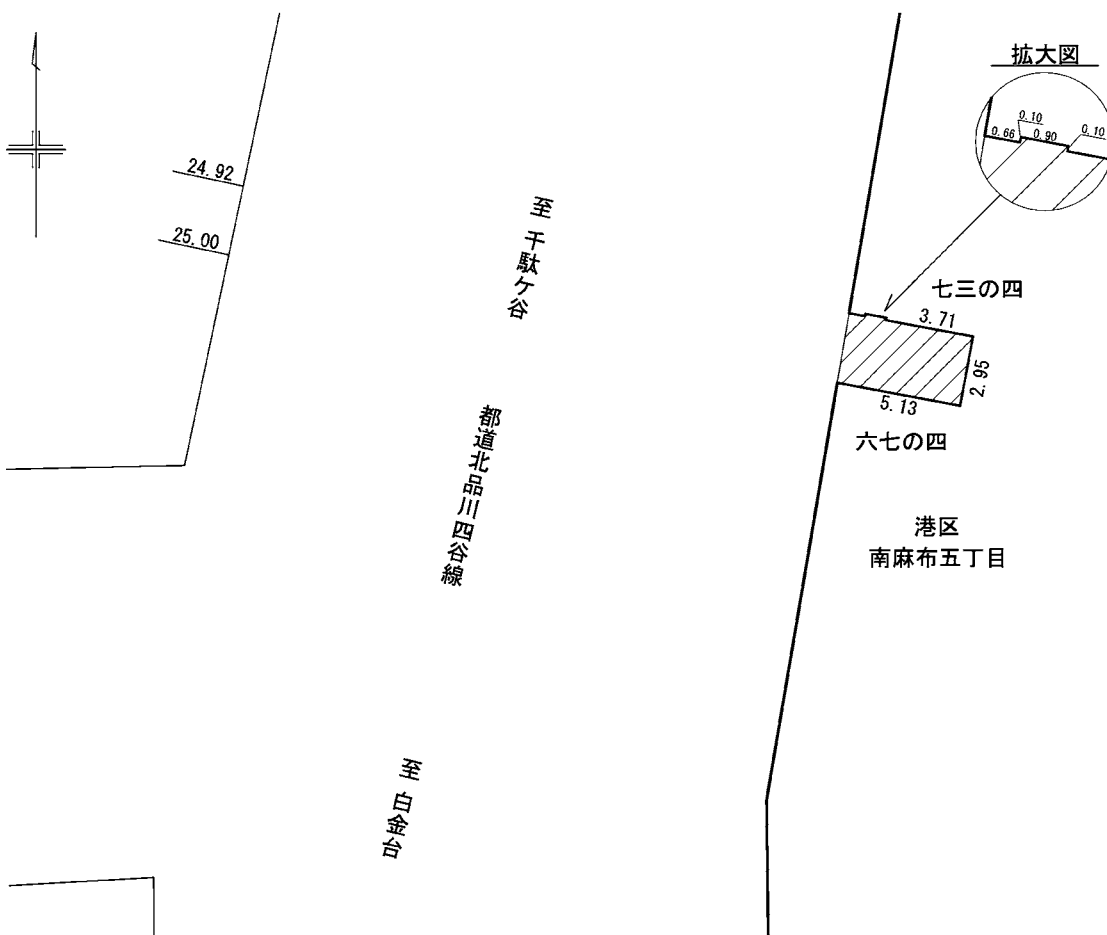 拡大図
0.10
0.66
0.90
0.10
24.92
25.00
至 千駄ケ谷
七三の四
3.71
2.95
5.13
六七の四
都道北品川四谷線
港区
南麻布五丁目
至 白金台